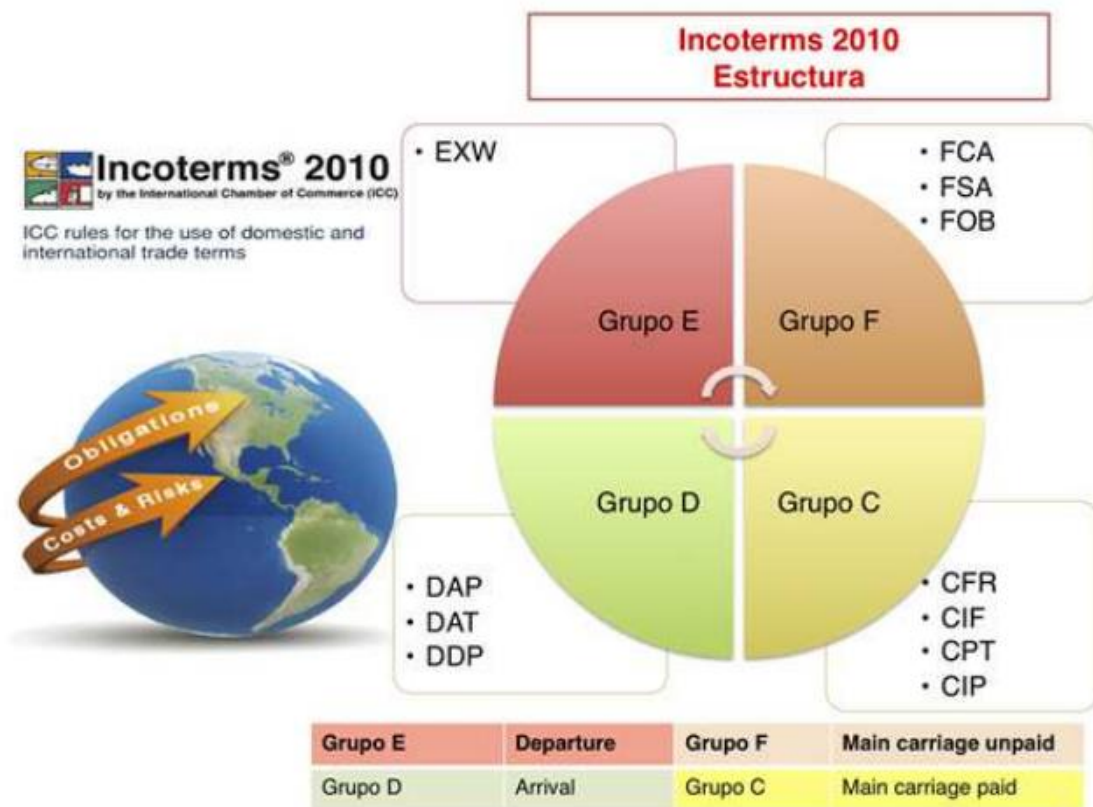 Incoterms 2010
Estructura
Incoterms® 2010
by the International Chamber of Commerce (ICC)
ICC rules for the use of domestic and
international trade terms
• EXW
• FCA
• FSA
• FOB
Grupo E
Grupo F
Obligations
Costs & Risks
Grupo D
Grupo C
• DAP
• DAT
• DDP
• CFR
• CIF
• CPT
• CIP
Grupo E Departure Grupo F Main carriage unpaid
Grupo D Arrival Grupo C Main carriage paid